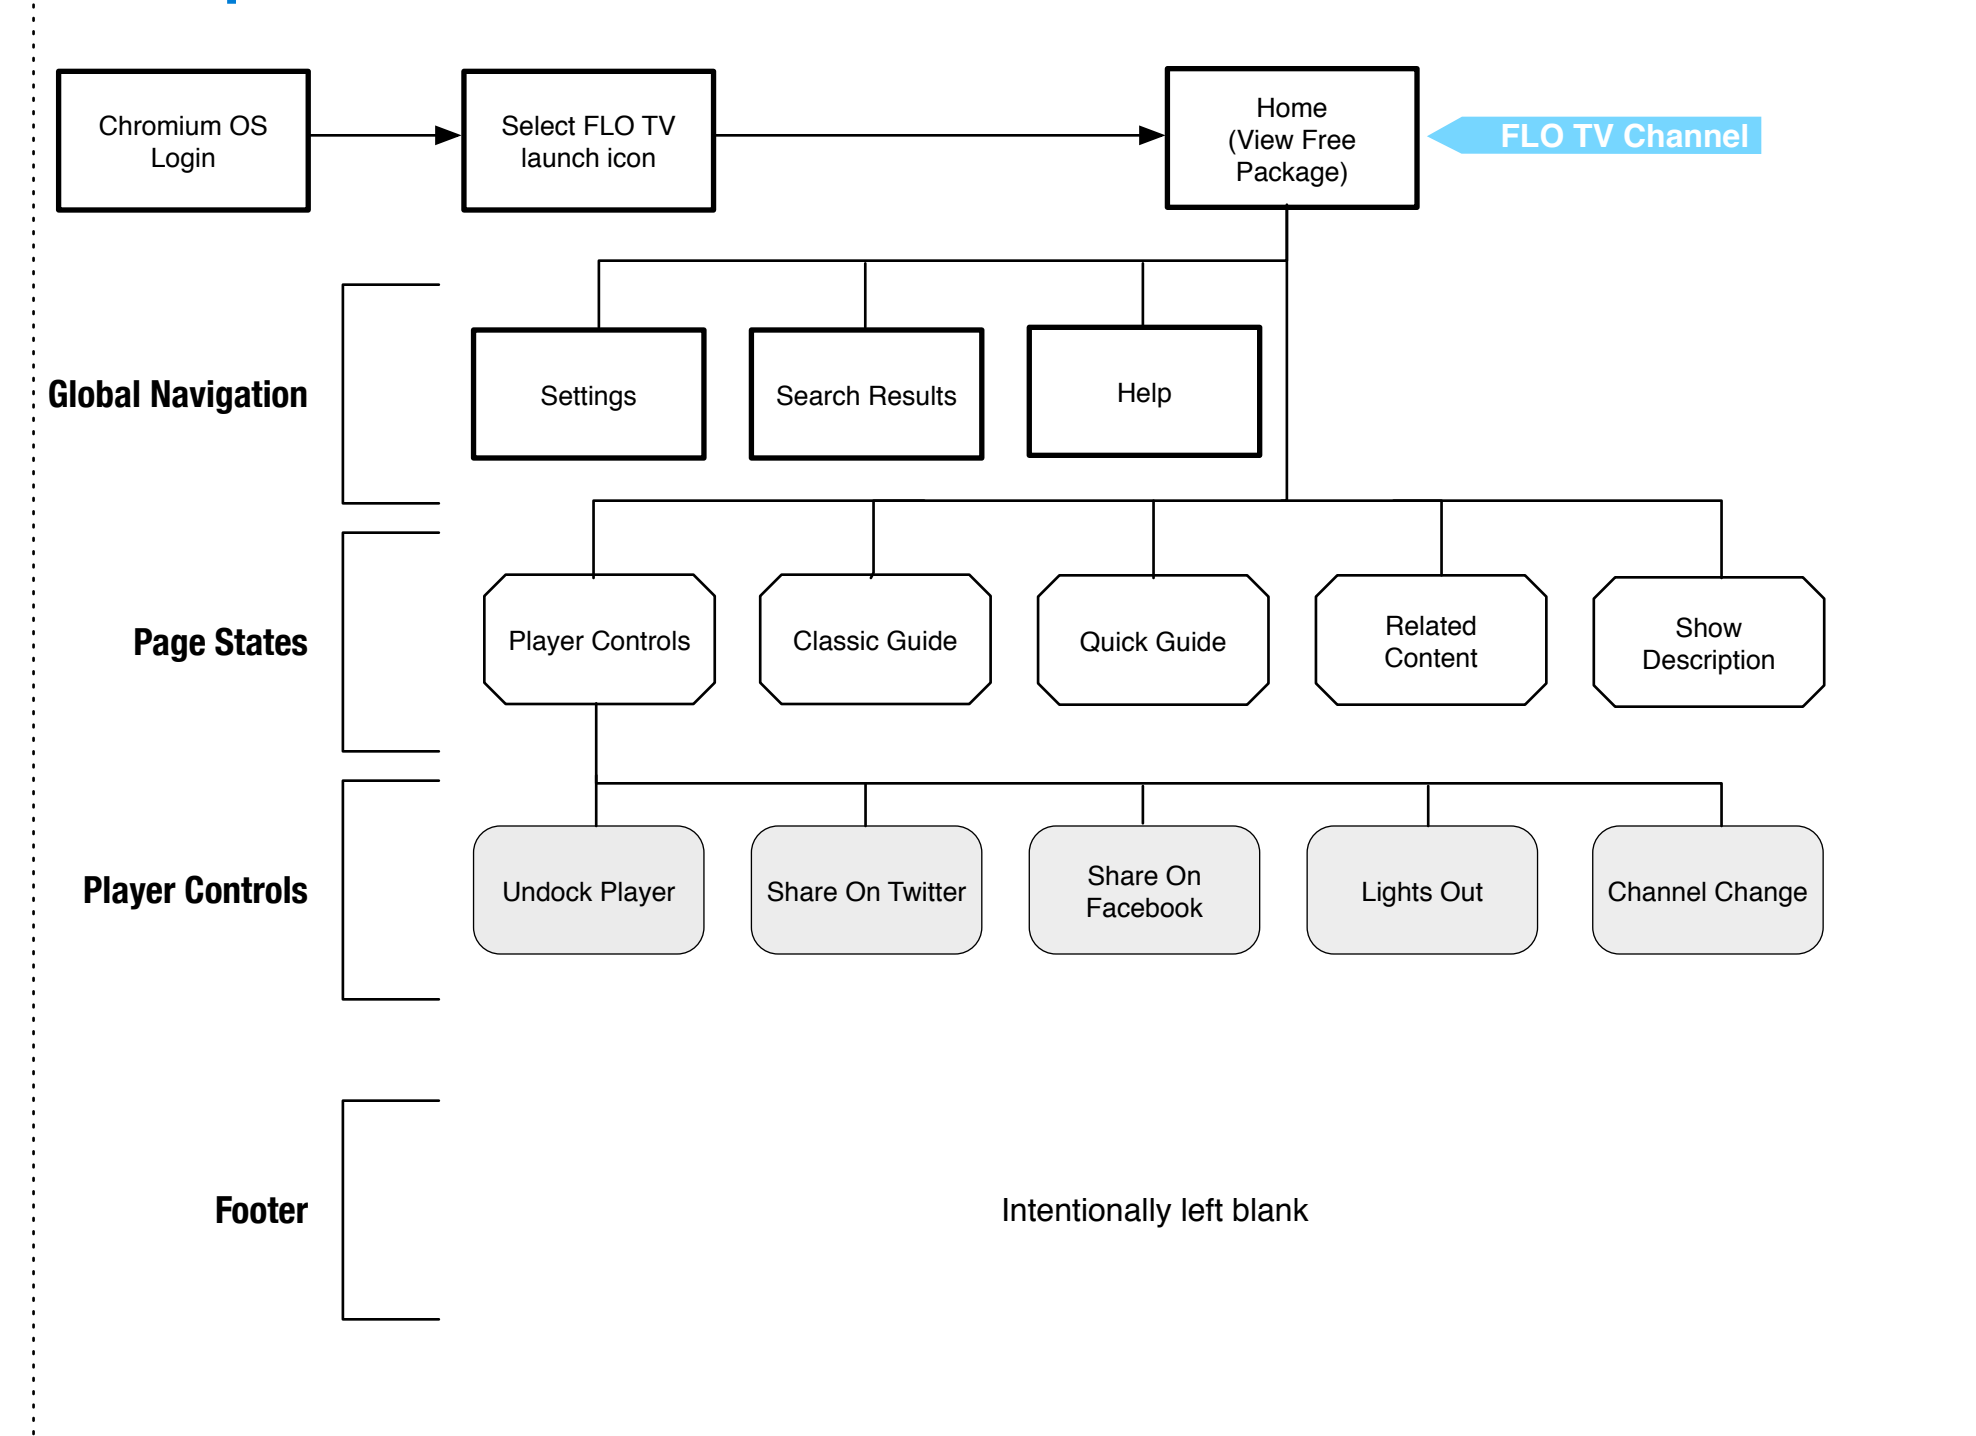 Chromium OS
Login
Select FLO TV
launch icon
Home
(View Free
Package)
FLO TV Channel
Global Navigation
Settings
Search Results
Help
Page States
Player Controls
Classic Guide
Quick Guide
Related
Content
Show
Description
Player Controls
Undock Player
Share On Twitter
Share On
Facebook
Lights Out
Channel Change
Footer
Intentionally left blank